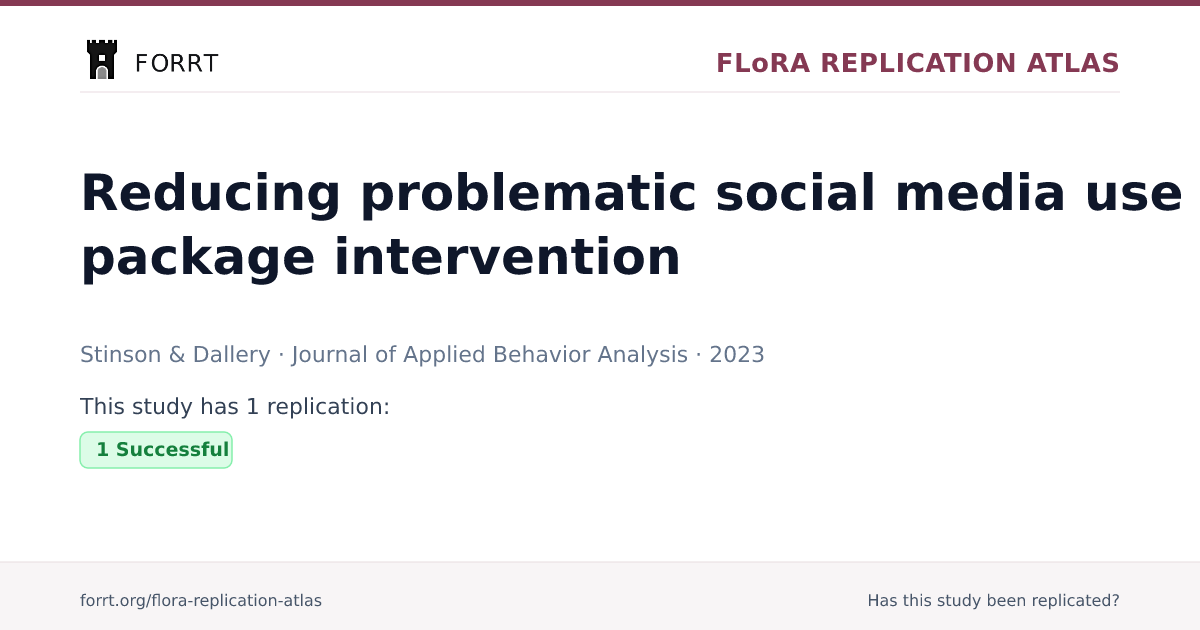 FORRT
FLoRA REPLICATION ATLAS
Reducing problematic social media use
package intervention
Stinson & Dallery · Journal of Applied Behavior Analysis · 2023
This study has 1 replication:
1 Successful
forrt.org/flora-replication-atlas
Has this study been replicated?